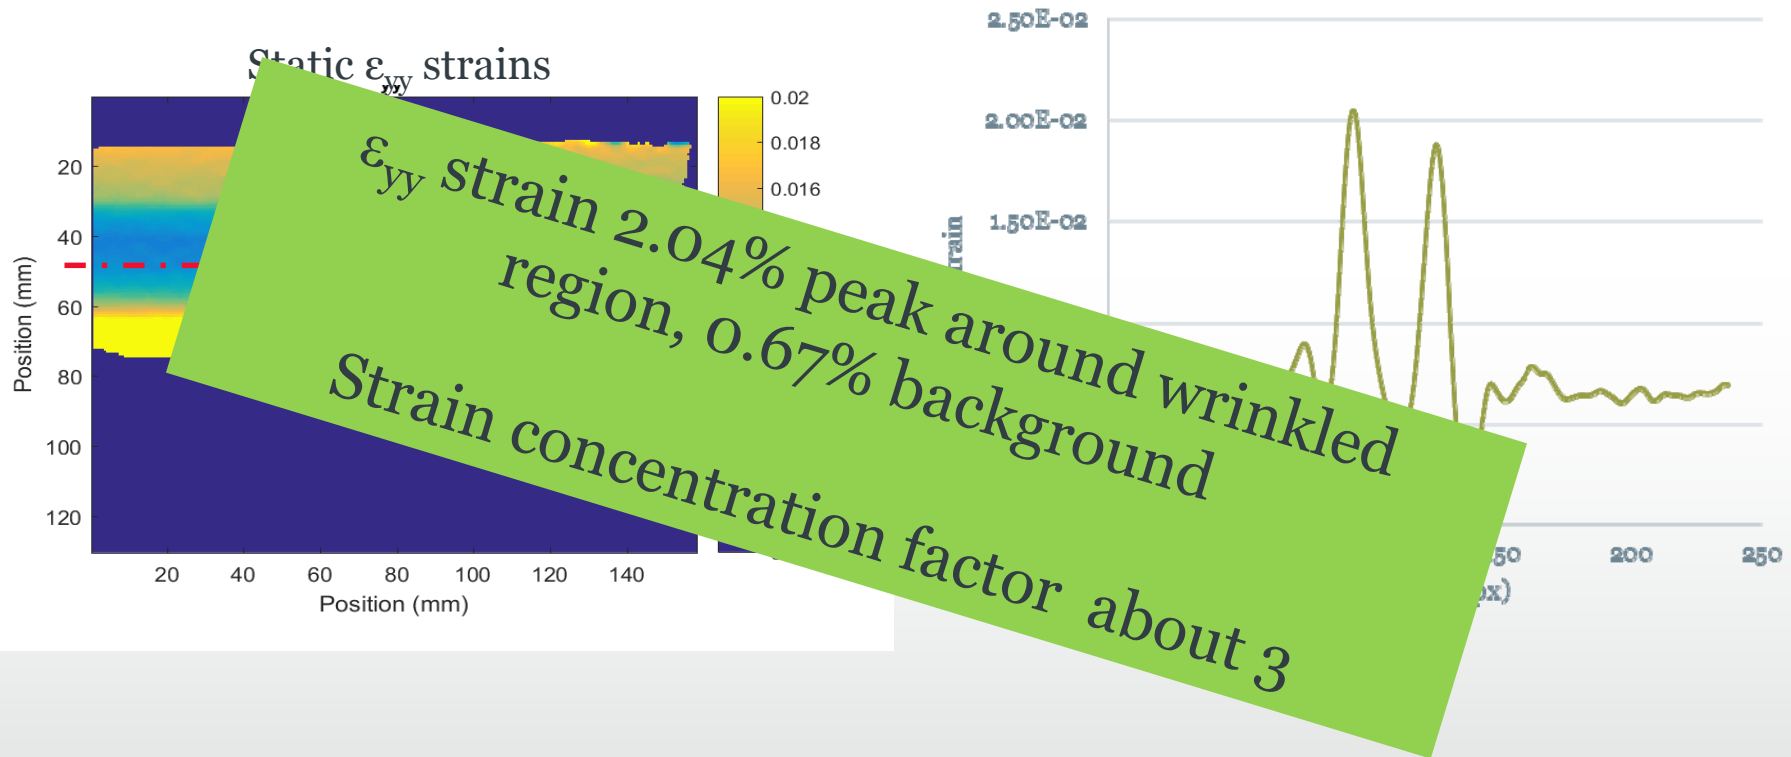 Static εyy strains
0.02
0.018
0.016
20
40
60
80
100
120
Position (mm)
20 40 60 80 100 120 140
Position (mm)
εyy strain 2.04% peak around wrinkled
region, 0.67% background
Strain concentration factor about 3
2.50E-02
2.00E-02
1.50E-02
200 250